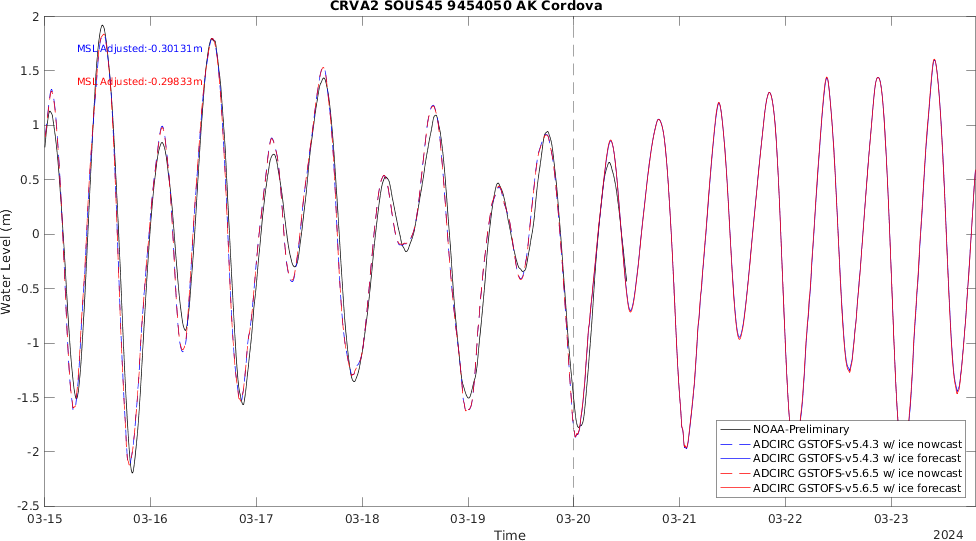 CRVA2 SOUS45 9454050 AK Cordova
2
1.5
1
0.5
0
-0.5
-1
-1.5
-2
-2.5
Water Level (m)
MSL Adjusted:-0.30131m
MSL Adjusted:-0.29833m
NOAA-Preliminary
ADCIRC GSTOFS-v5.4.3 w/ ice nowcast
ADCIRC GSTOFS-v5.4.3 w/ ice forecast
ADCIRC GSTOFS-v5.6.5 w/ ice nowcast
ADCIRC GSTOFS-v5.6.5 w/ ice forecast
03-15 03-16 03-17 03-18 03-19 03-20 03-21 03-22 03-23
Time
2024